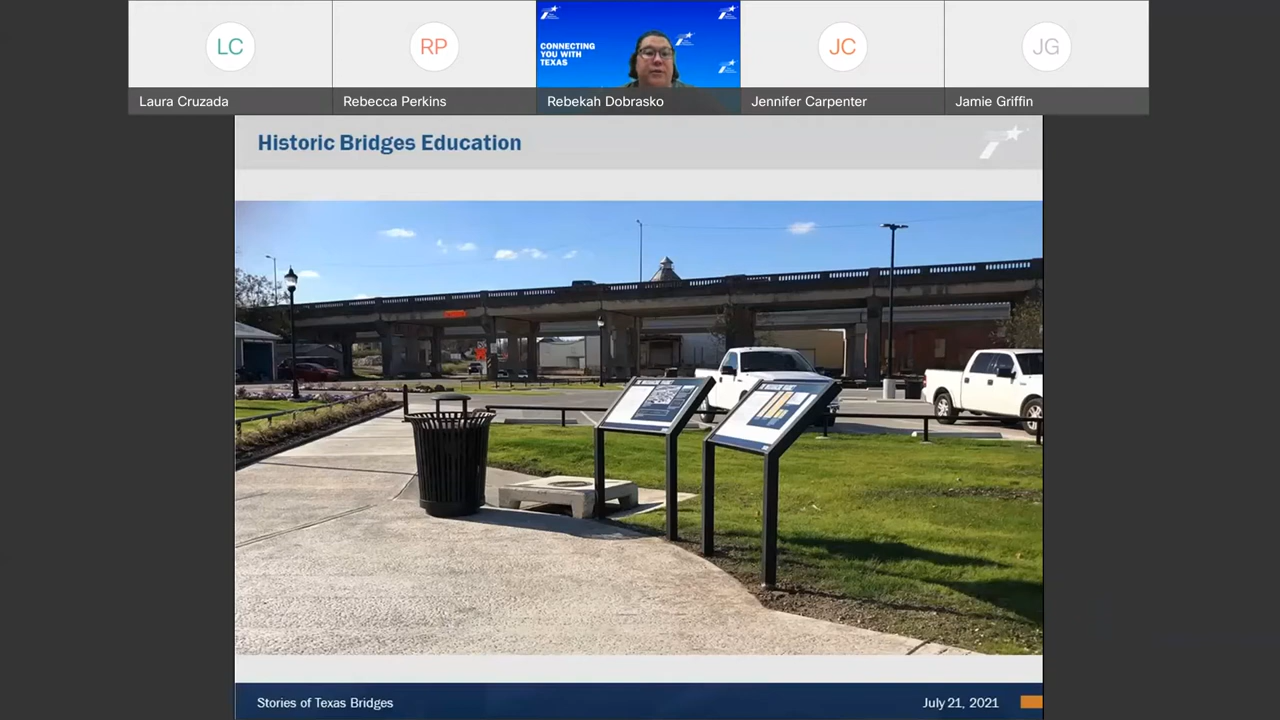 LC
RP
CONNECTING
YOU WITH
TEXAS
JC
JG
Laura Cruzada
Rebecca Perkins
Rebekah Dobrasko
Jennifer Carpenter
Jamie Griffin
Historic Bridges Education
Stories of Texas Bridges
July 21, 2021